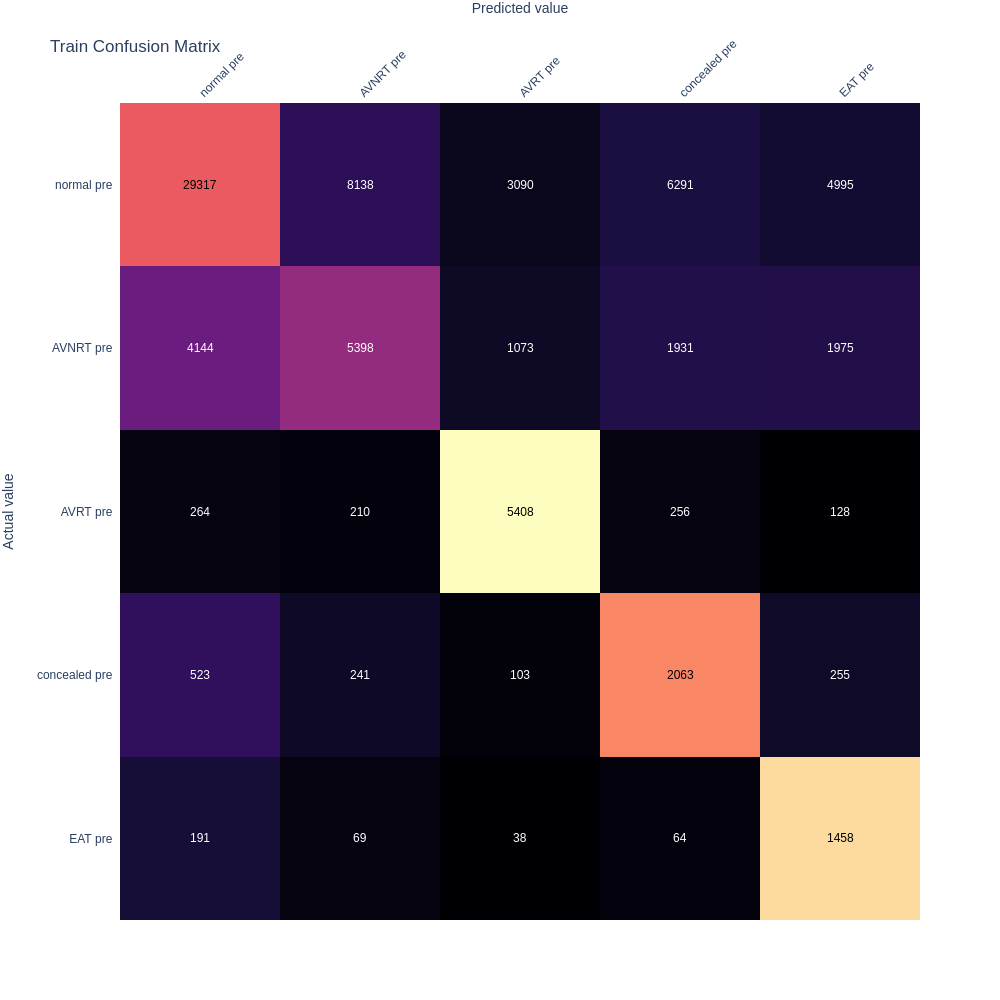 Predicted value
Train Confusion Matrix
normal pre AVNRT pre AVRT pre concealed pre EAT pre
normal pre 29317 8138 3090 6291 4995
AVNRT pre 4144 5398 1073 1931 1975
Actual value
AVRT pre 264 210 5408 256 128
concealed pre 523 241 103 2063 255
EAT pre 191 69 38 64 1458